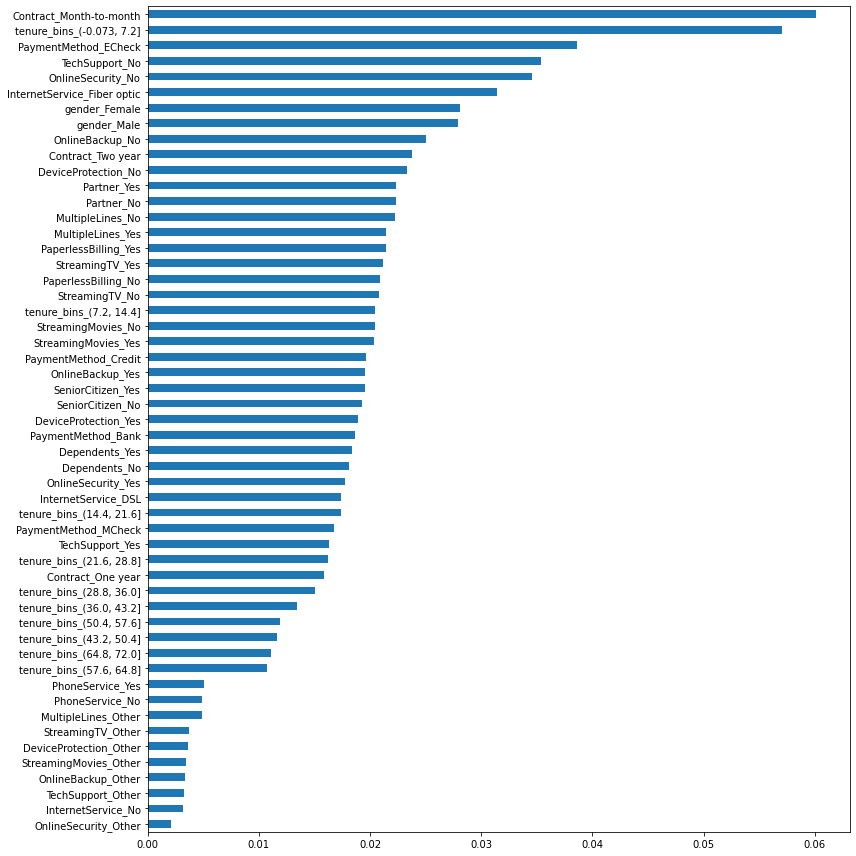 Contract_Month-to-month
tenure_bins_(-0.073, 7.2]
PaymentMethod_ECheck
TechSupport_No
OnlineSecurity_No
InternetService_Fiber optic
gender_Female
gender_Male
OnlineBackup_No
Contract_Two year
DeviceProtection_No
Partner_Yes
Partner_No
MultipleLines_No
MultipleLines_Yes
PaperlessBilling_Yes
StreamingTV_Yes
PaperlessBilling_No
StreamingTV_No
tenure_bins_(7.2, 14.4]
StreamingMovies_No
StreamingMovies_Yes
PaymentMethod_Credit
OnlineBackup_Yes
SeniorCitizen_Yes
SeniorCitizen_No
DeviceProtection_Yes
PaymentMethod_Bank
Dependents_Yes
Dependents_No
OnlineSecurity_Yes
InternetService_DSL
tenure_bins_(14.4, 21.6]
PaymentMethod_MCheck
TechSupport_Yes
tenure_bins_(21.6, 28.8]
Contract_One year
tenure_bins_(28.8, 36.0]
tenure_bins_(36.0, 43.2]
tenure_bins_(50.4, 57.6]
tenure_bins_(43.2, 50.4]
tenure_bins_(64.8, 72.0]
tenure_bins_(57.6, 64.8]
PhoneService_Yes
PhoneService_No
MultipleLines_Other
StreamingTV_Other
DeviceProtection_Other
StreamingMovies_Other
OnlineBackup_Other
TechSupport_Other
InternetService_No
OnlineSecurity_Other
0.00 0.01 0.02 0.03 0.04 0.05 0.06